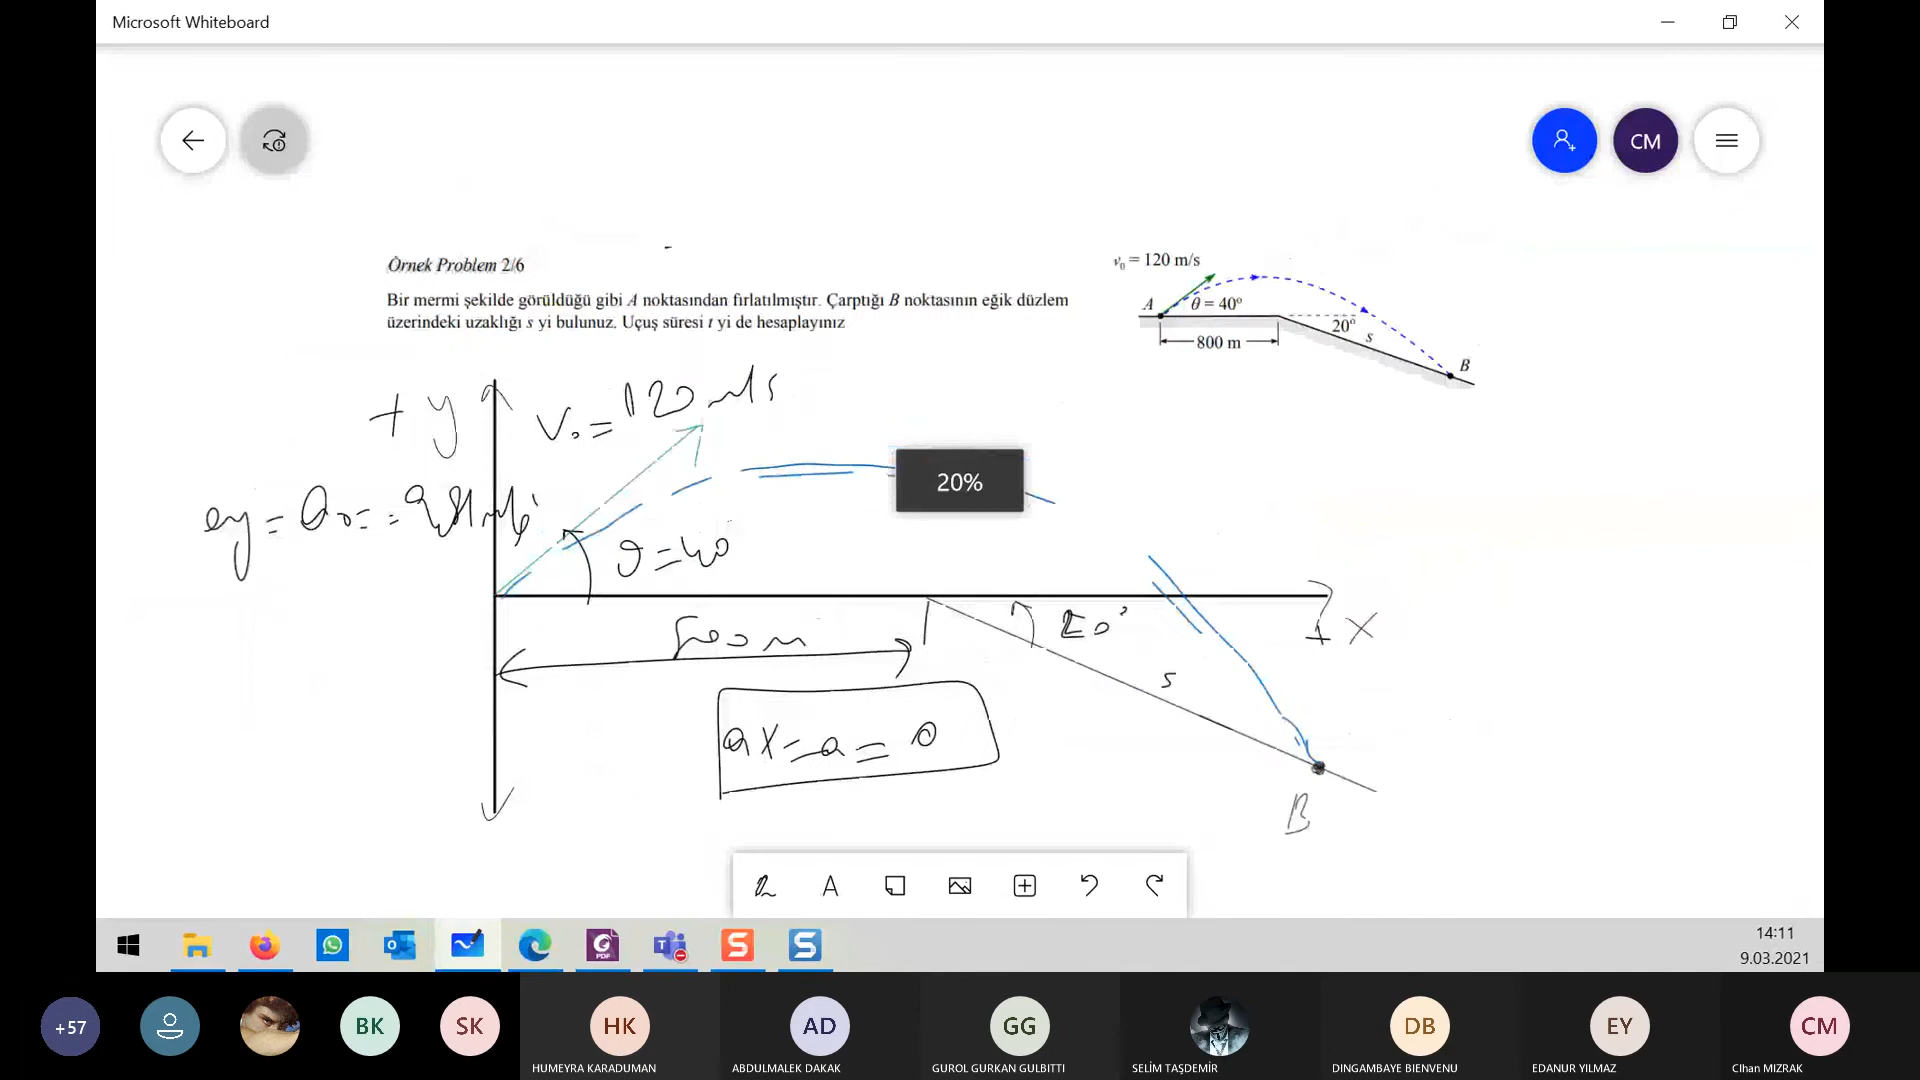 Microsoft Whiteboard
CM
Örnek Problem 2/6
Bir mermi şekilde görüldüğü gibi A noktasından fırlatılmıştır. Çarptığı B noktasının eğik düzlem
üzerindeki uzaklığı s yi bulunuz. Uçuş süresi t yi de hesaplayınız
v₀ = 120 m/s
A θ = 40°
20°
s
800 m
B
+ y
V₀ = 120 m/s
20%
θ = 40
800 m
20°
x
s
ax = a = 0
B
A
14:11
9.03.2021
+57
BK
SK
HK
AD
GG
DB
EY
CM
HUMEYRA KARADUMAN
ABDULMALEK DAKAK
GUROL GURKAN GULBITTI
SELİM TAŞDEMİR
DINGAMBAYE BIENVENU
EDANUR YILMAZ
CIhan MIZRAK